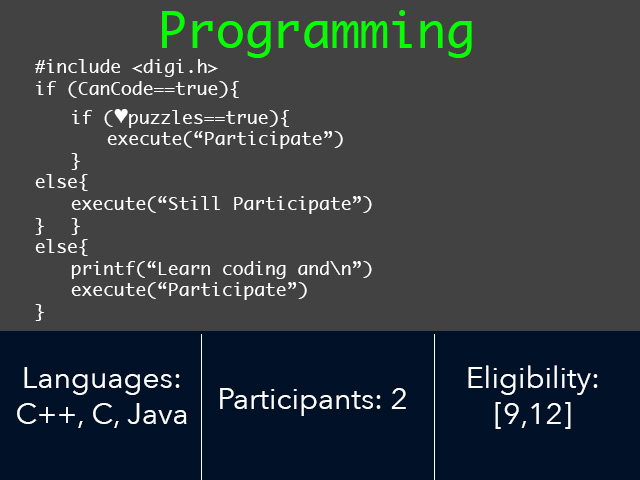 Programming
#include <digi.h>
if (CanCode==true){
if (♥puzzles==true){
execute(“Participate”)
}
else{
execute(“Still Participate”)
} }
else{
printf(“Learn coding and\n”)
execute(“Participate”)
}
Languages:
C++, C, Java
Participants: 2
Eligibility:
[9,12]